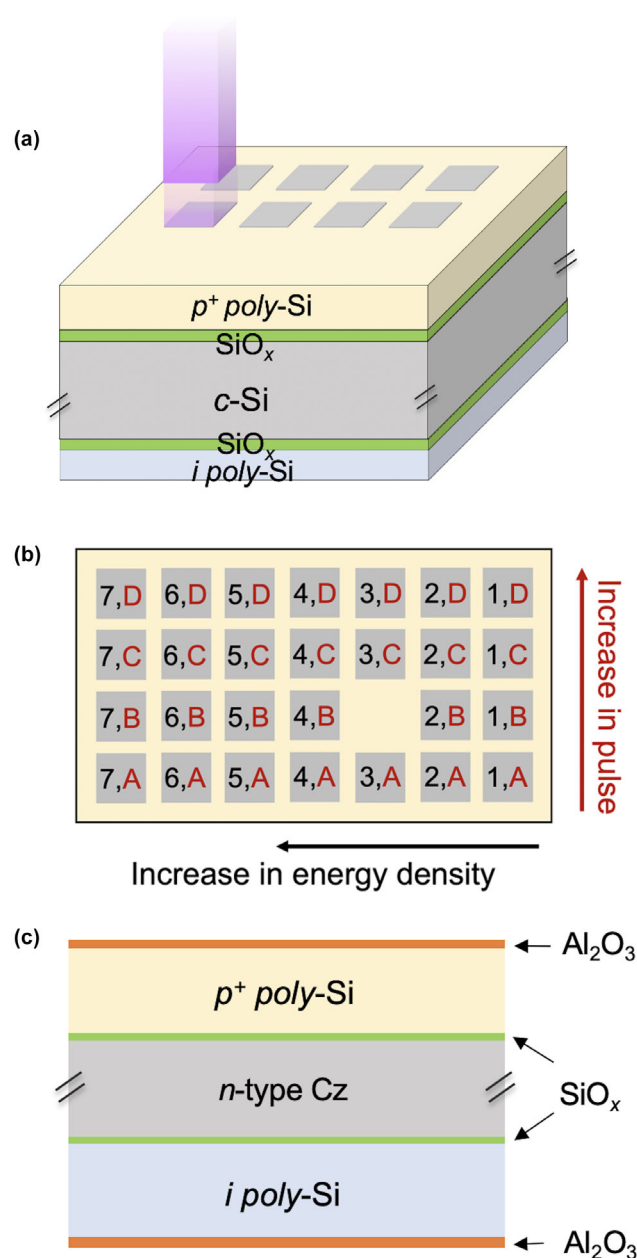 (a)
p⁺ poly-Si
SiOₓ
c-Si
SiOₓ
i poly-Si
(b)
7,D 6,D 5,D 4,D 3,D 2,D 1,D
7,C 6,C 5,C 4,C 3,C 2,C 1,C
7,B 6,B 5,B 4,B 2,B 1,B
7,A 6,A 5,A 4,A 3,A 2,A 1,A
Increase in pulse
Increase in energy density
(c)
Al₂O₃
p⁺ poly-Si
n-type Cz
SiOₓ
i poly-Si
Al₂O₃